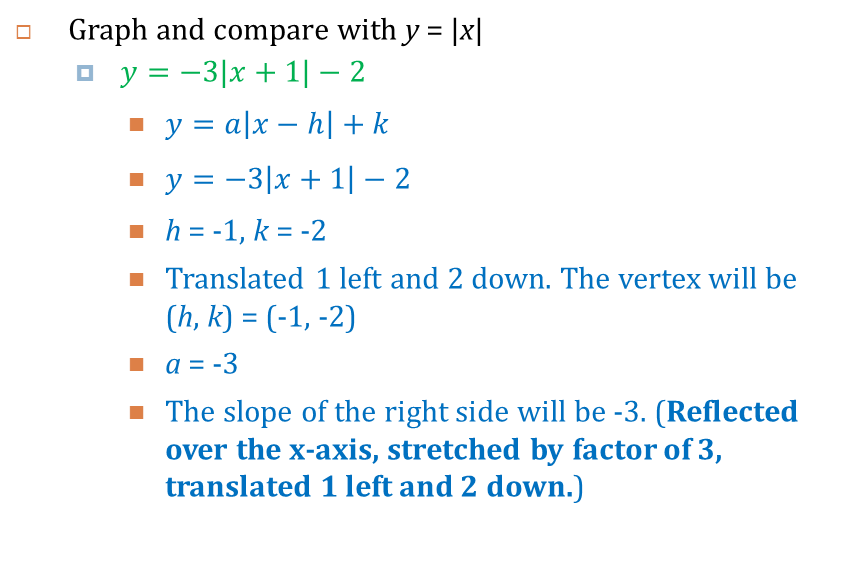 Graph and compare with y = |x|
y = −3|x + 1| − 2
y = a|x − h| + k
y = −3|x + 1| − 2
h = -1, k = -2
Translated 1 left and 2 down. The vertex will be
(h, k) = (-1, -2)
a = -3
The slope of the right side will be -3. (Reflected
over the x-axis, stretched by factor of 3,
translated 1 left and 2 down.)